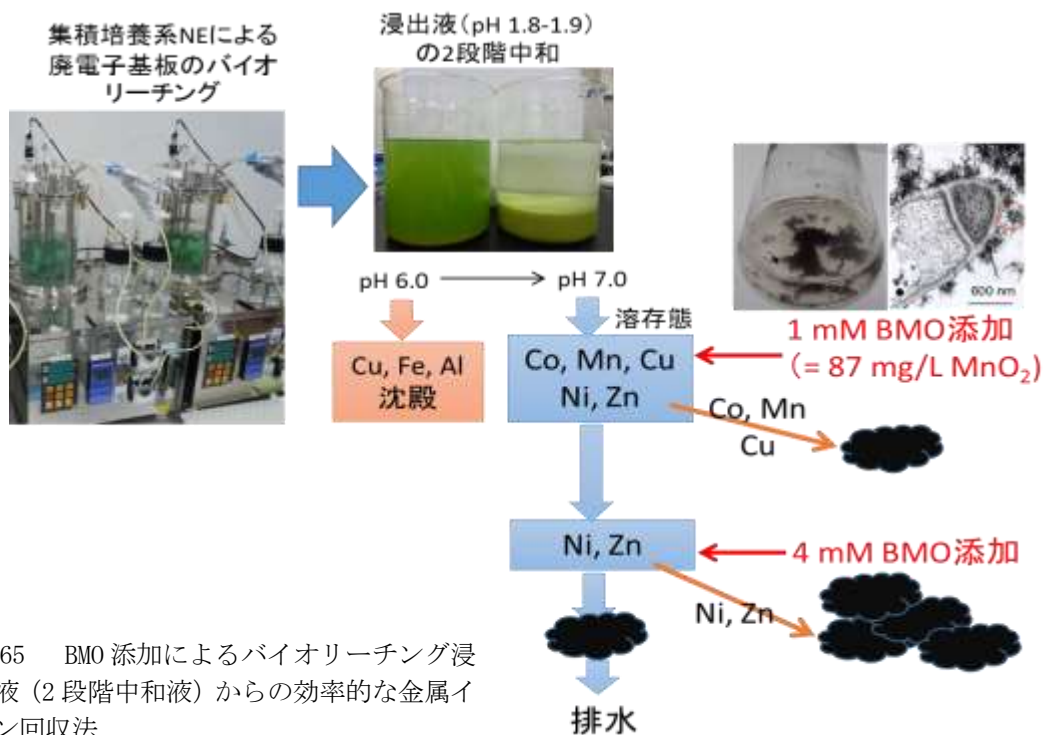 集積培養系NEによる
廃電子基板のバイオ
リーチング
浸出液(pH 1.8-1.9)
の2段階中和
pH 6.0
pH 7.0
溶存態
Cu, Fe, Al
沈殿
Co, Mn, Cu
Ni, Zn
600 nm
1 mM BMO添加
(= 87 mg/L MnO₂)
Co, Mn
Cu
Ni, Zn
4 mM BMO添加
Ni, Zn
排水
65 BMO 添加によるバイオリーチング浸
液 (2 段階中和液) からの効率的な金属イ
ン回収法